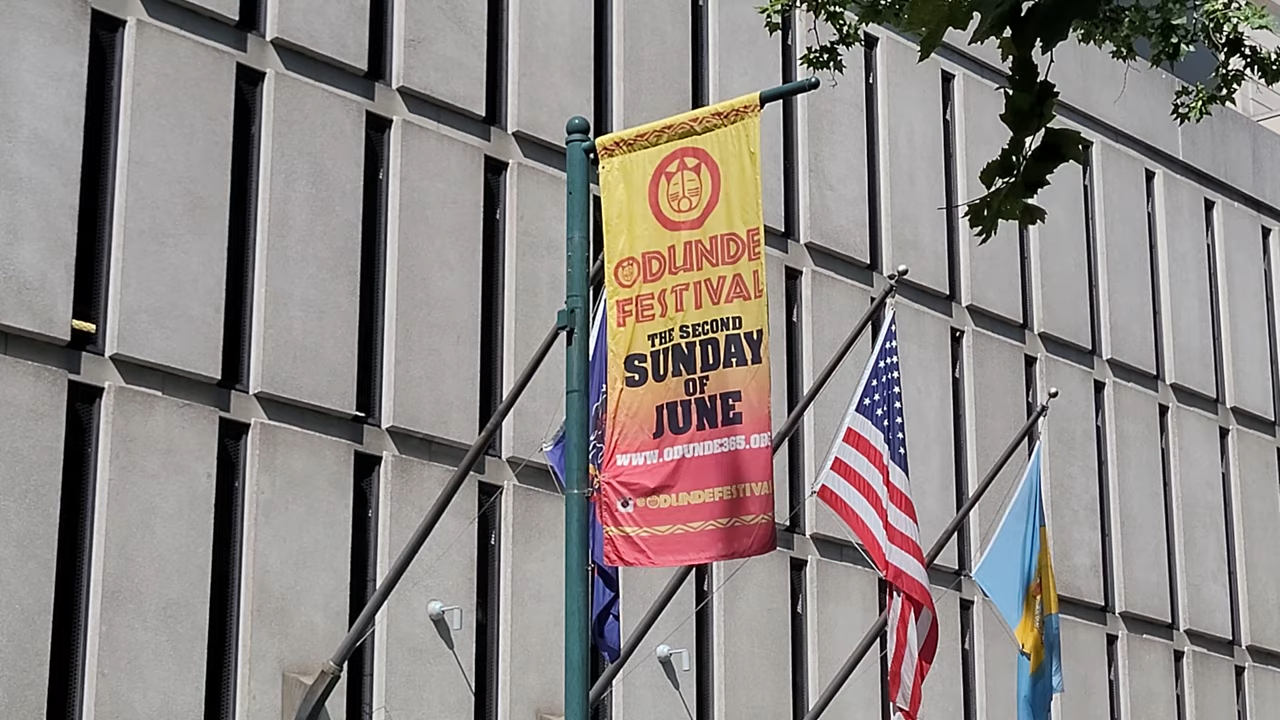 ODUNDE
FESTIVAL
THE SECOND
SUNDAY
OF
JUNE
WWW.ODUNDE365.ORG
@ODUNDEFESTIVAL